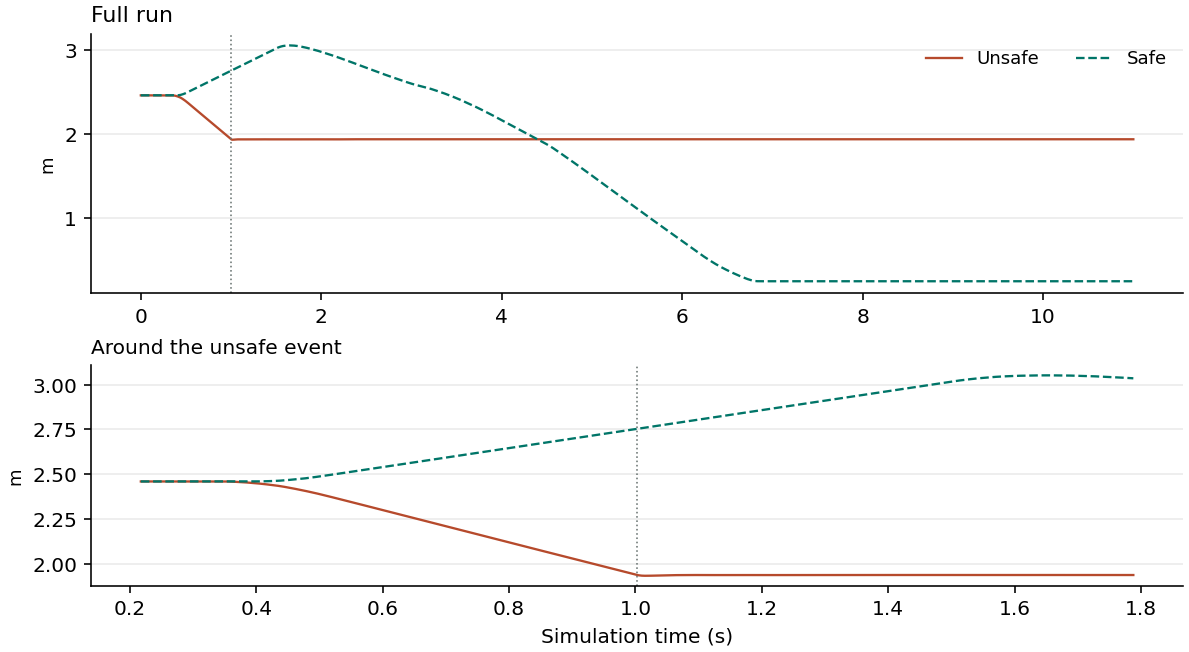 Full run
3
2
1
m
Unsafe
Safe
0 2 4 6 8 10
Around the unsafe event
3.00
2.75
2.50
2.25
2.00
m
0.2 0.4 0.6 0.8 1.0 1.2 1.4 1.6 1.8
Simulation time (s)